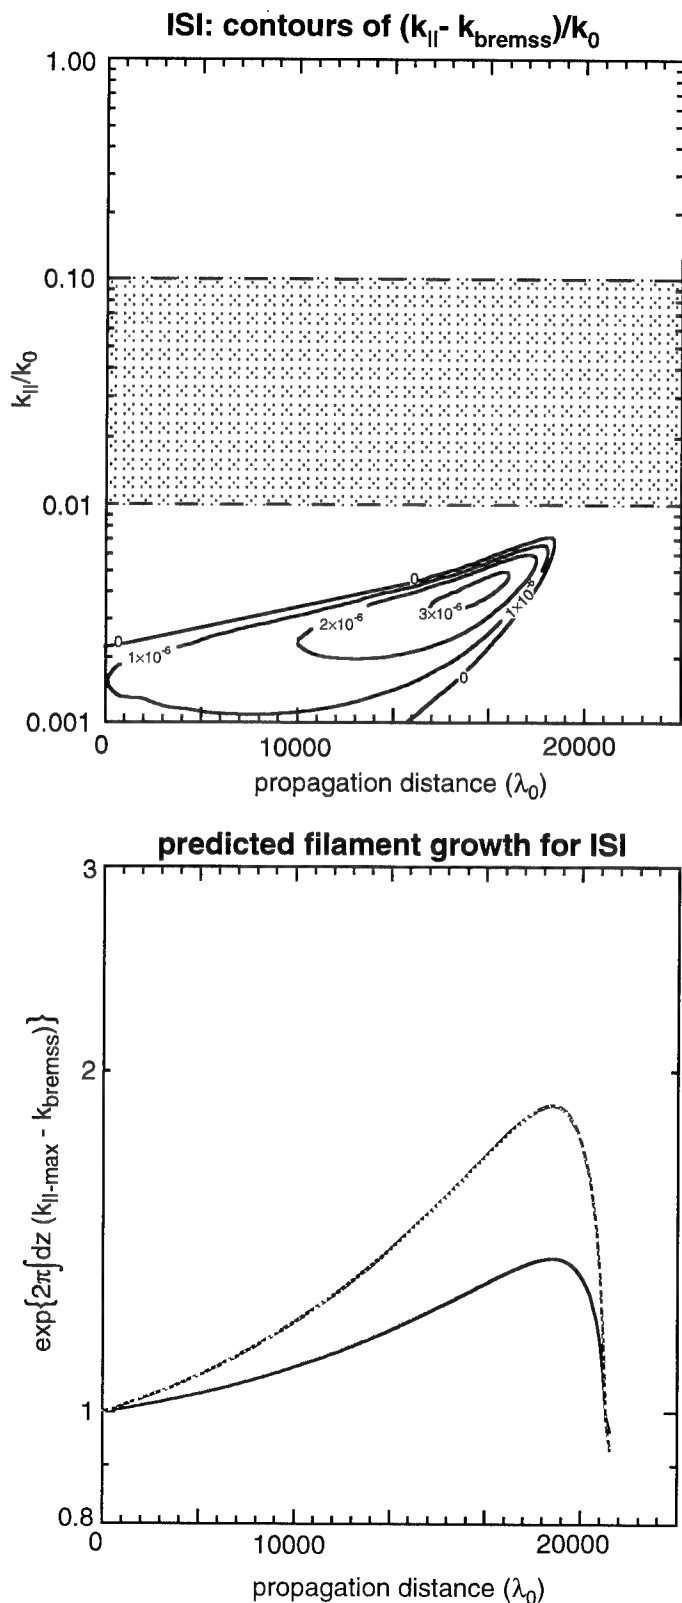 ISI: contours of (k|| - kbremss)/k0
1.00
0.10
k||/k0
0.01
0
0
2×10-6
3×10-6
1×10-6
1×10-6
0
0.001
0 10000 20000
propagation distance (λ0)
predicted filament growth for ISI
3
2
exp{2π∫dz (k||-max - kbremss)}
1
0.8
0 10000 20000
propagation distance (λ0)